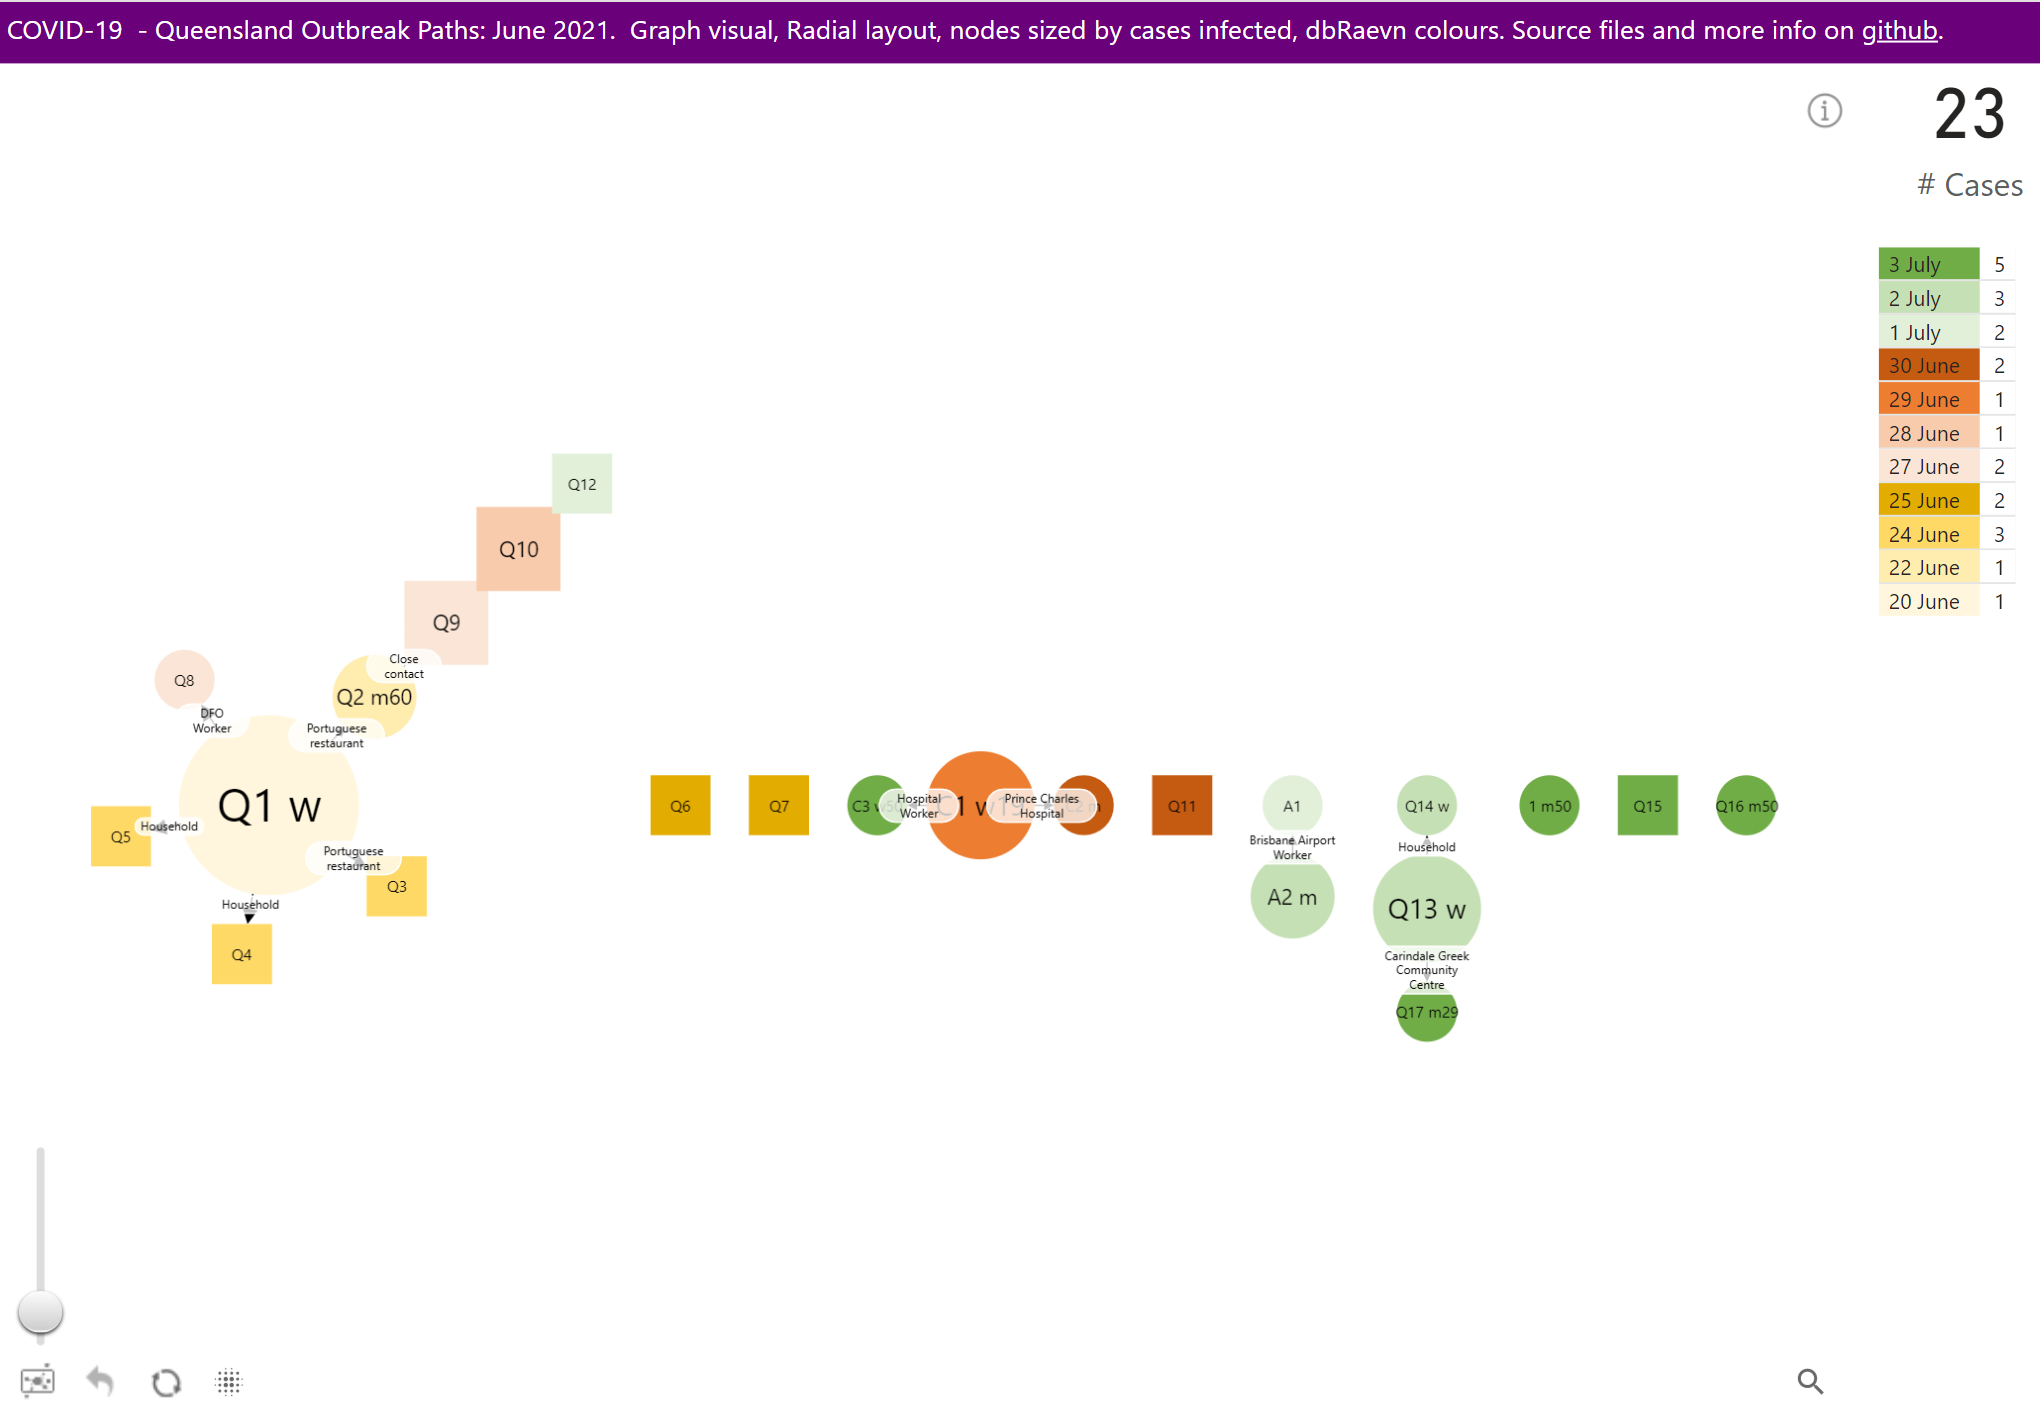 COVID-19 - Queensland Outbreak Paths: June 2021. Graph visual, Radial layout, nodes sized by cases infected, dbRaevn colours. Source files and more info on github.
23
# Cases
3 July 5
2 July 3
1 July 2
30 June 2
29 June 1
28 June 1
27 June 2
25 June 2
24 June 3
22 June 1
20 June 1
Q12
Q10
Q9
Close
contact
Q8
Q2 m60
DFO
Worker
Portuguese
restaurant
Q1 w
Q5
Household
Portuguese
restaurant
Q3
Household
Q4
Q6
Q7
C3
Hospital
Worker
Prince Charles
Hospital
Q11
A1
Brisbane Airport
Worker
A2 m
Q14 w
Household
Q13 w
Carindale Greek
Community
Centre
Q17 m29
1 m50
Q15
Q16 m50